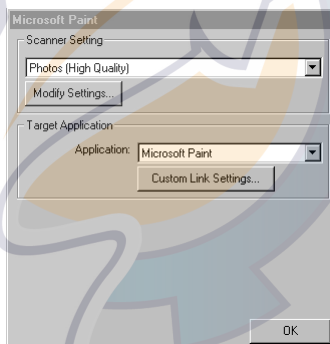 Microsoft Paint
Scanner Setting
Photos (High Quality)
Modify Settings...
Target Application
Application: Microsoft Paint
Custom Link Settings...
OK